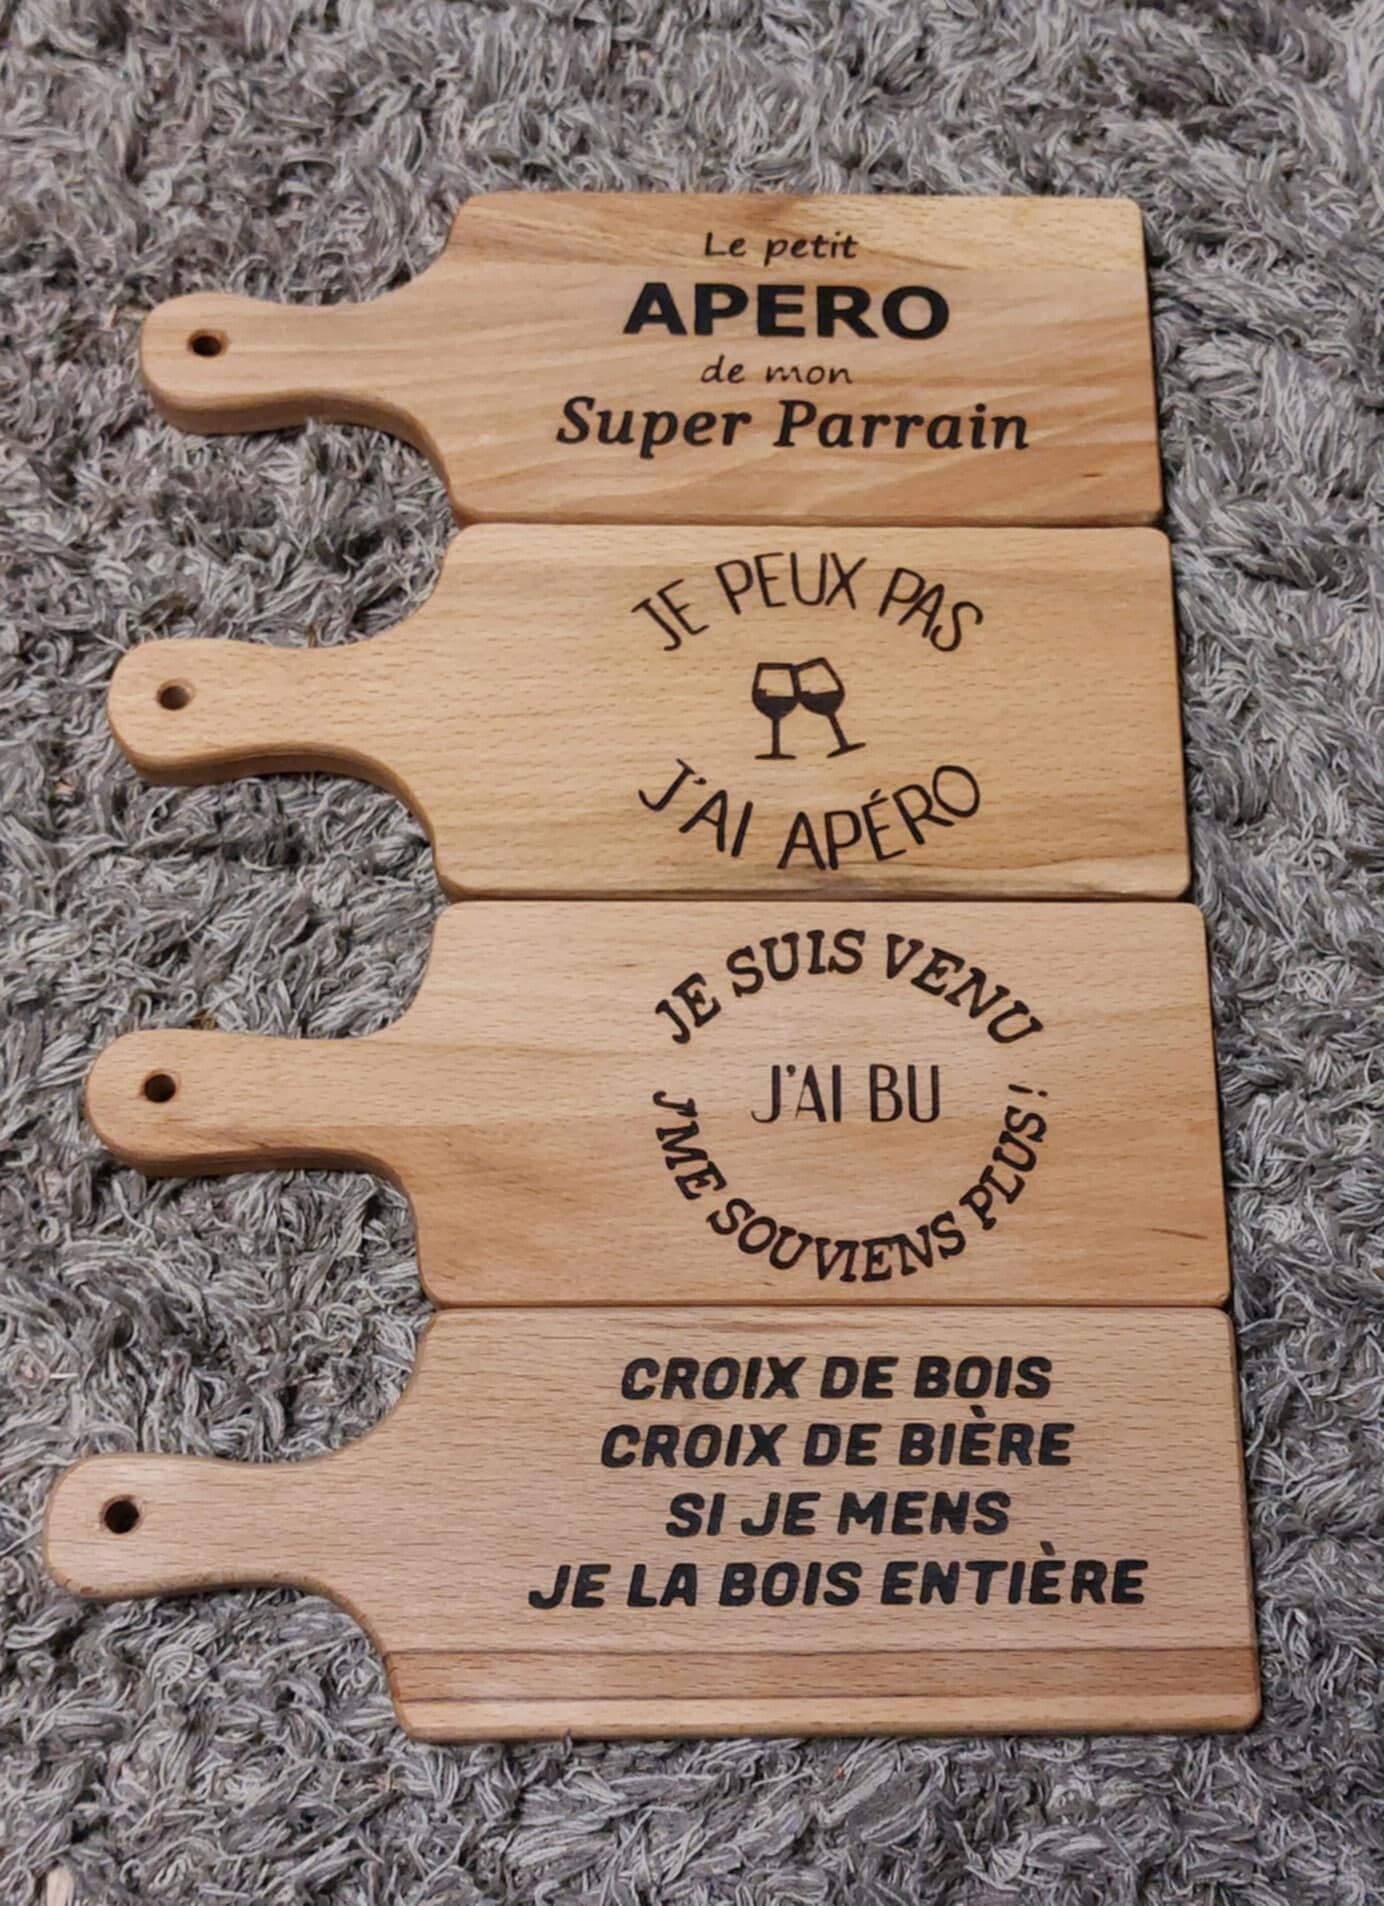 Le petit
APERO
de mon
Super Parrain
JE PEUX PAS
J'AI APÉRO
JE SUIS VENU
J'AI BU
J'ME SOUVIENS PLUS !
CROIX DE BOIS
CROIX DE BIÈRE
SI JE MENS
JE LA BOIS ENTIÈRE